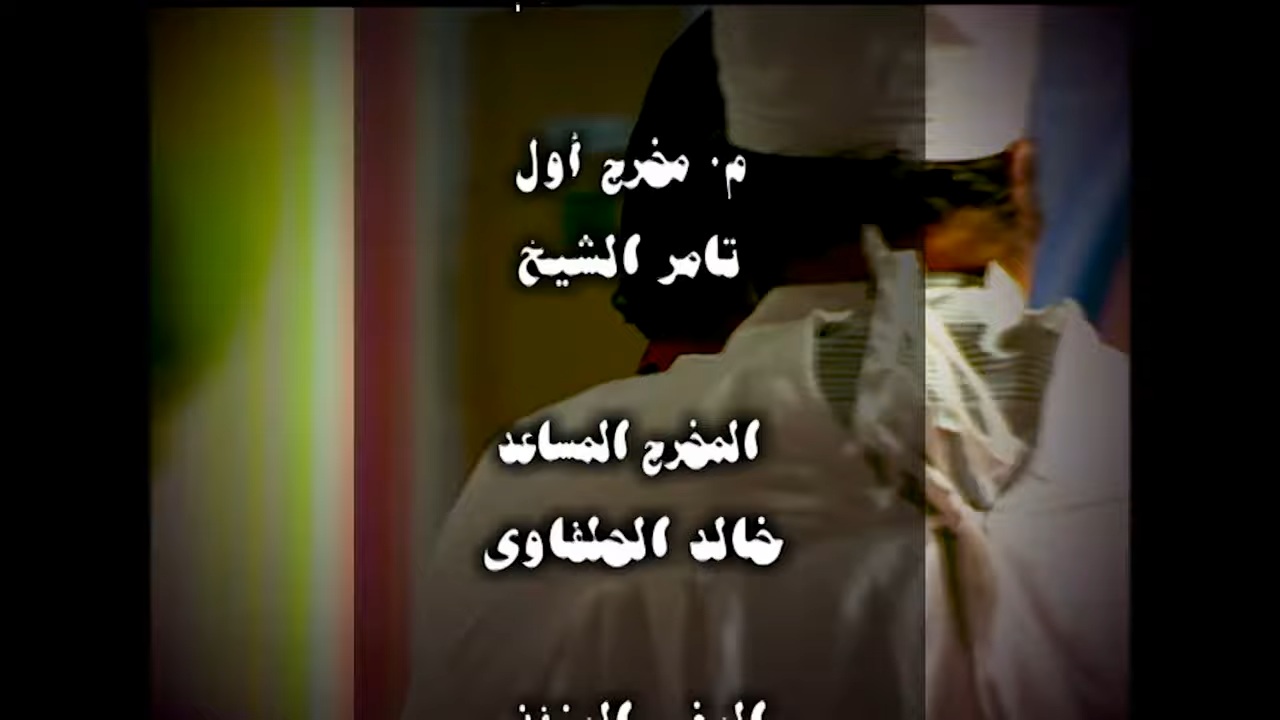 م. مخرج أول
تامر الشيخ
المخرج المساعد
خالد الحلفاوى